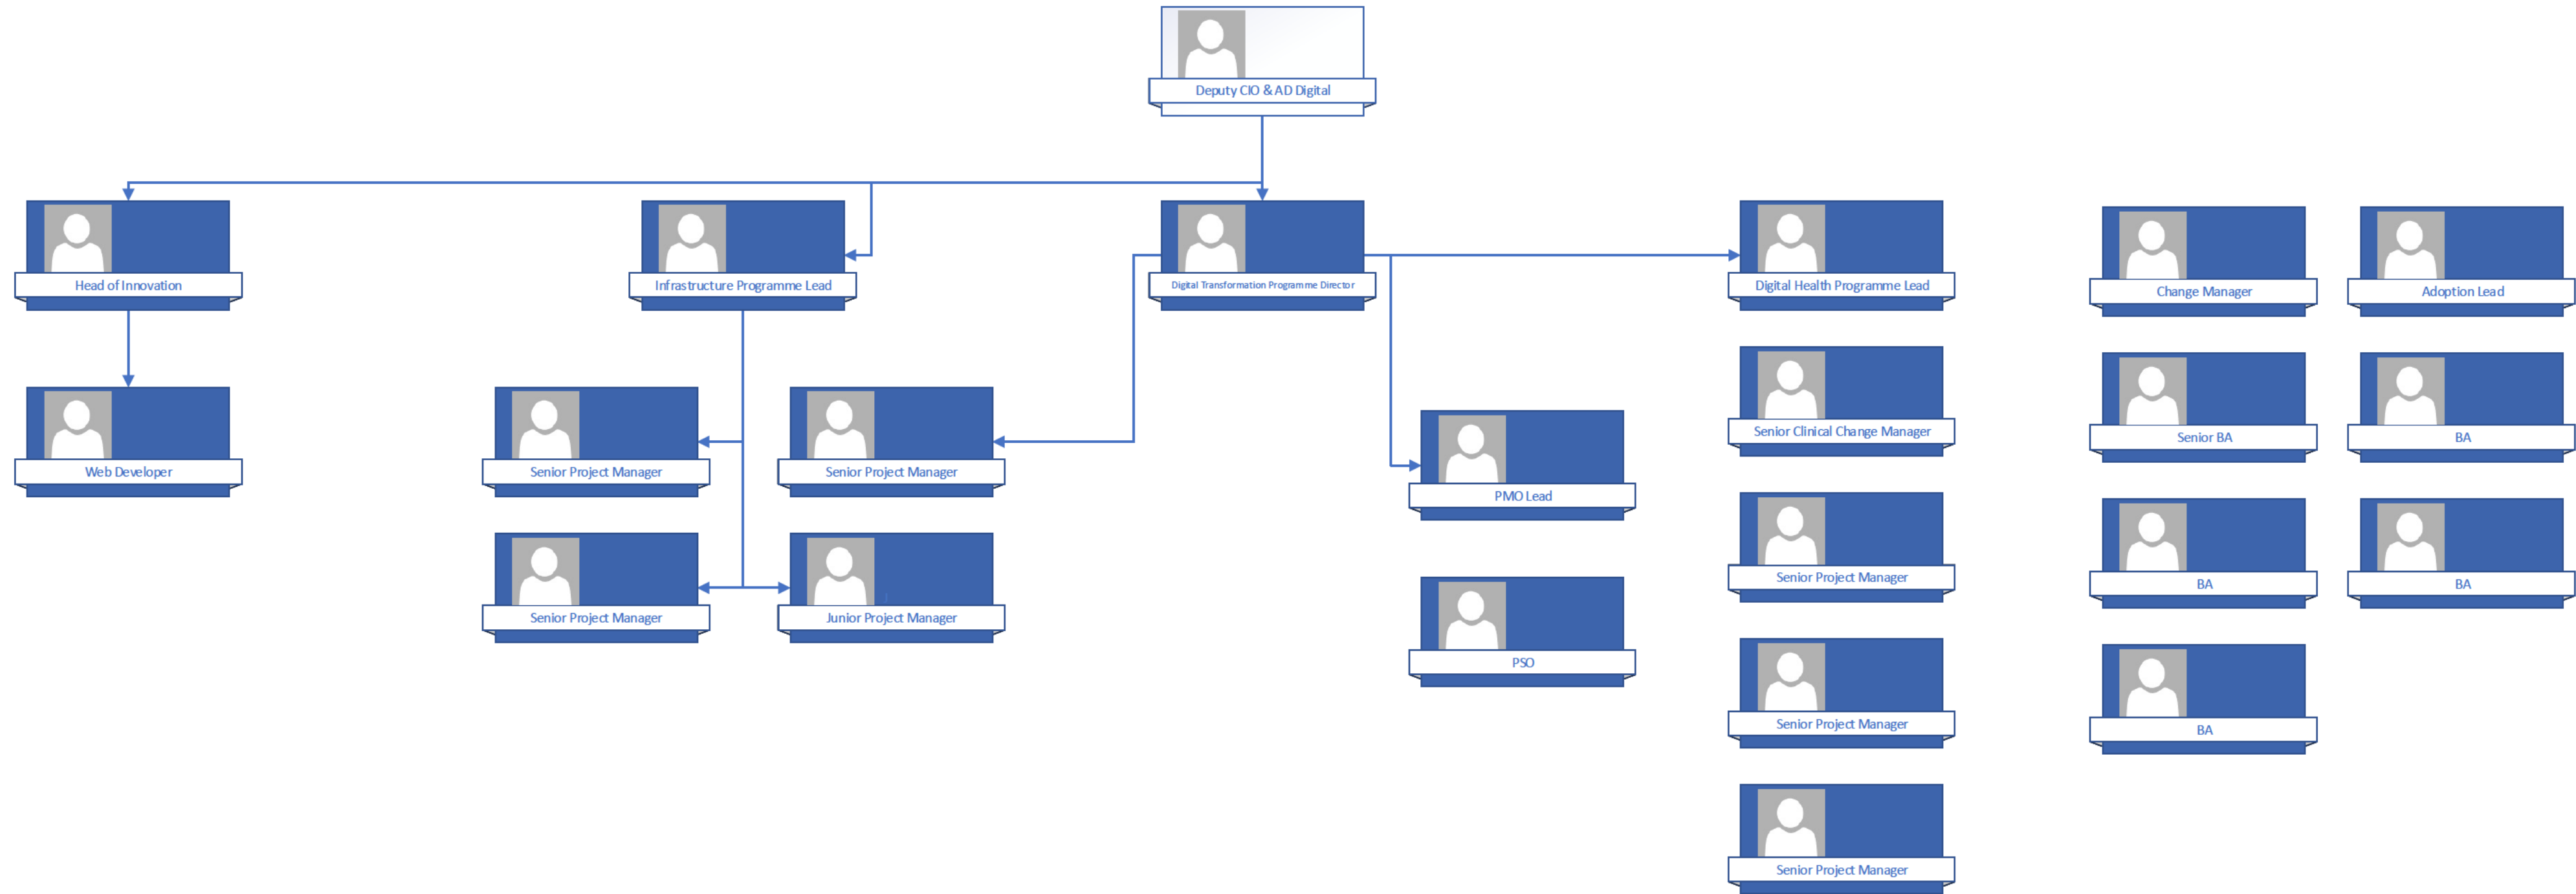 Deputy CIO & AD Digital
Head of Innovation
Infrastructure Programme Lead
Digital Transformation Programme Director
Digital Health Programme Lead
Change Manager
Adoption Lead
Web Developer
Senior Project Manager
Senior Project Manager
PMO Lead
Senior Clinical Change Manager
Senior BA
BA
Senior Project Manager
Junior Project Manager
PSO
Senior Project Manager
BA
BA
Senior Project Manager
BA
Senior Project Manager